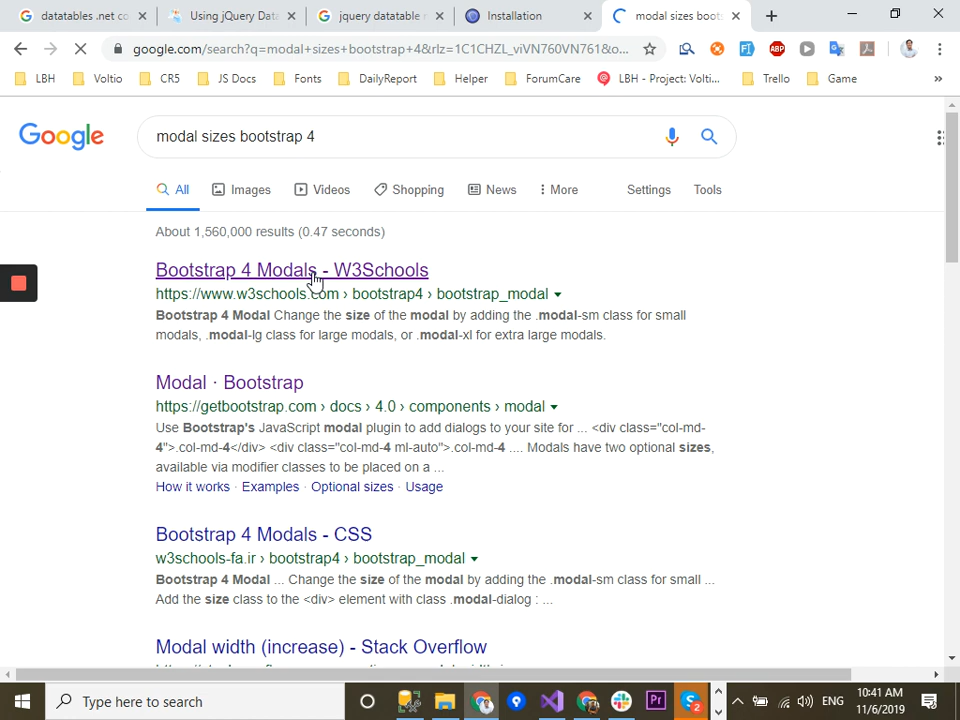 datatables .net co
Using jQuery Data
jquery datatable m
Installation
modal sizes boots
google.com/search?q=modal+sizes+bootstrap+4&rlz=1C1CHZL_viVN760VN761&o...
LBH
Voltio
CR5
JS Docs
Fonts
DailyReport
Helper
ForumCare
LBH - Project: Volti...
Trello
Game
»
Google
modal sizes bootstrap 4
All
Images
Videos
Shopping
News
More
Settings
Tools
About 1,560,000 results (0.47 seconds)
Bootstrap 4 Modals - W3Schools
https://www.w3schools.com › bootstrap4 › bootstrap_modal
Bootstrap 4 Modal Change the size of the modal by adding the .modal-sm class for small
modals, .modal-lg class for large modals, or .modal-xl for extra large modals.
Modal · Bootstrap
https://getbootstrap.com › docs › 4.0 › components › modal
Use Bootstrap's JavaScript modal plugin to add dialogs to your site for ... <div class="col-md-
4">.col-md-4</div> <div class="col-md-4 ml-auto">.col-md-4 .... Modals have two optional sizes,
available via modifier classes to be placed on a ...
How it works · Examples · Optional sizes · Usage
Bootstrap 4 Modals - CSS
w3schools-fa.ir › bootstrap4 › bootstrap_modal
Bootstrap 4 Modal ... Change the size of the modal by adding the .modal-sm class for small ...
Add the size class to the <div> element with class .modal-dialog : ...
Modal width (increase) - Stack Overflow
Type here to search
ENG
10:41 AM
11/6/2019